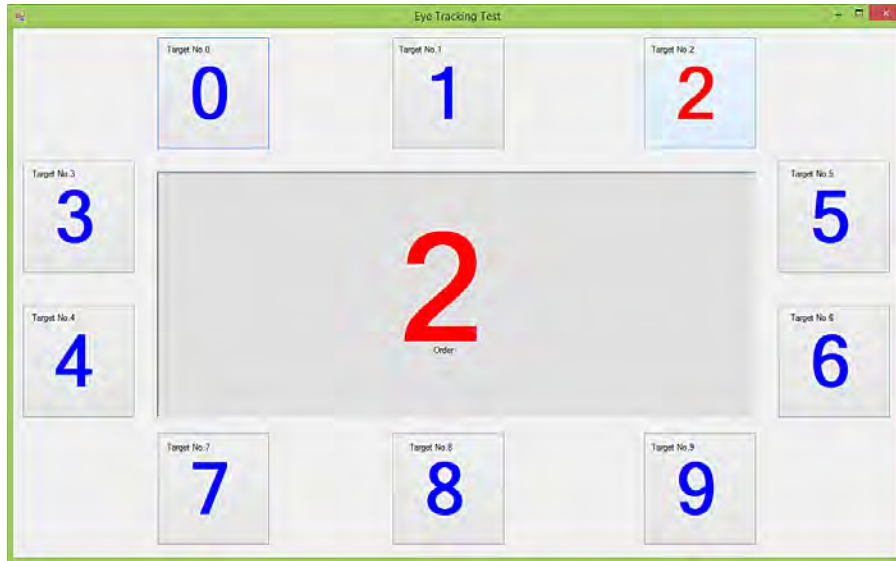 Eye Tracking Test
Target No.0
0
Target No.1
1
Target No.2
2
Target No.3
3
Target No.5
5
2
Order
Target No.4
4
Target No.6
6
Target No.7
7
Target No.8
8
Target No.9
9